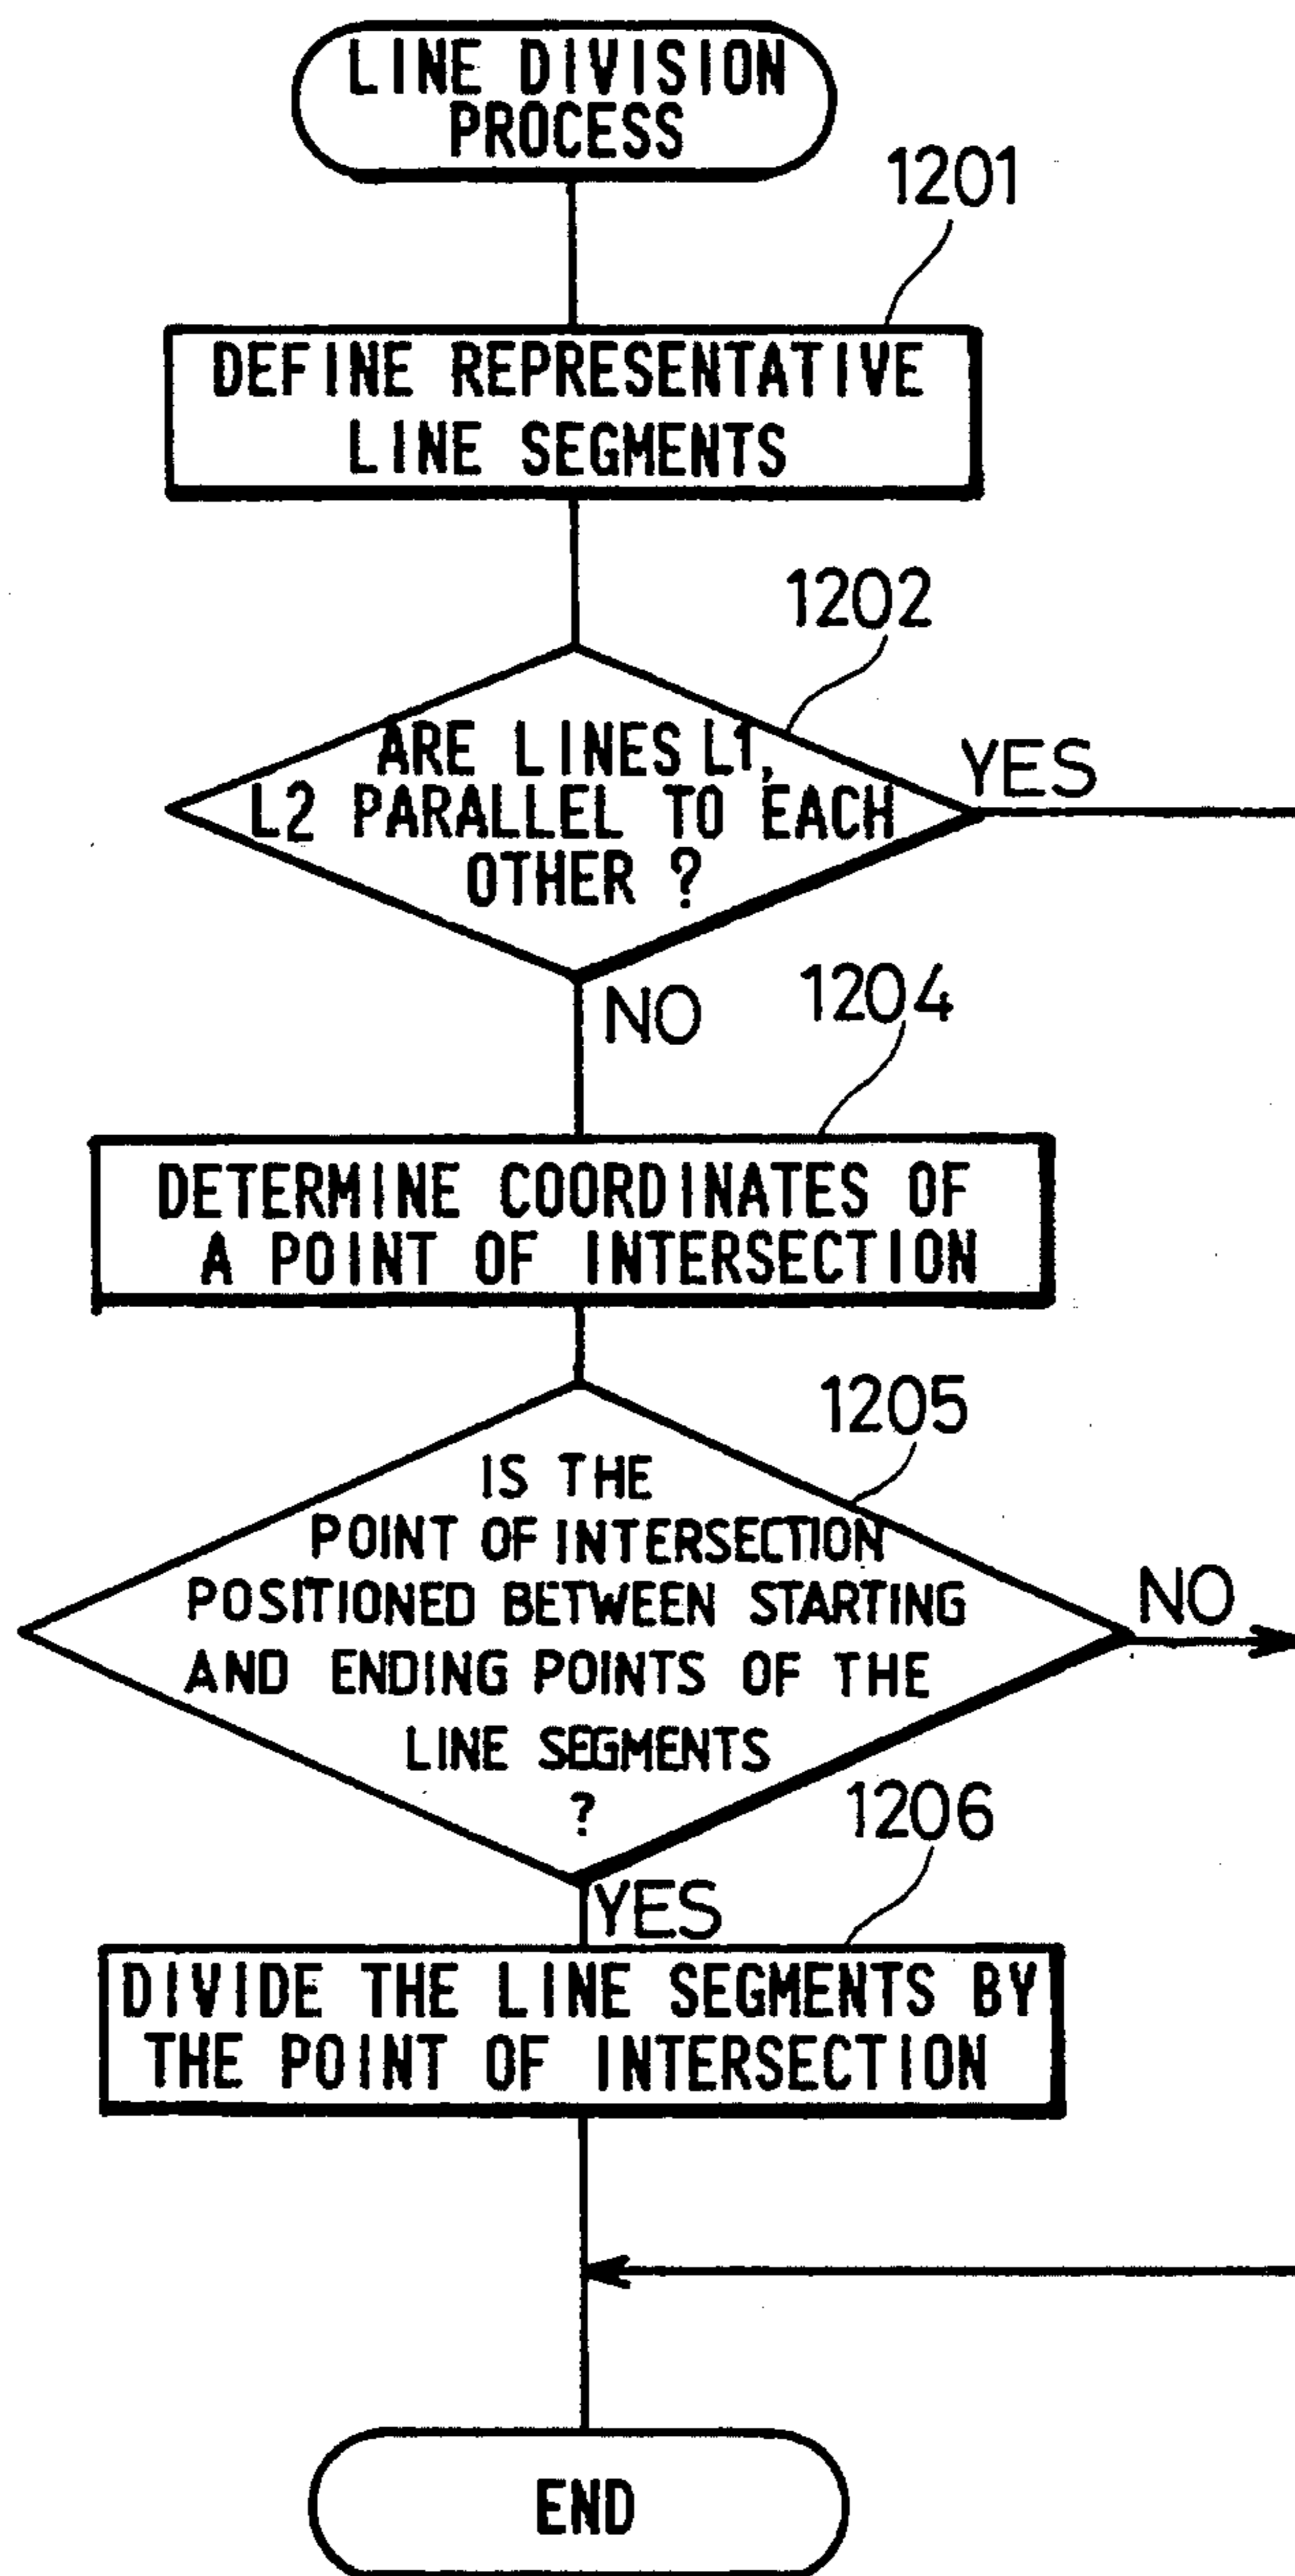 LINE DIVISION
PROCESS
1201
DEFINE REPRESENTATIVE
LINE SEGMENTS
1202
ARE LINES L1,
L2 PARALLEL TO EACH
OTHER ?
YES
NO
1204
DETERMINE COORDINATES OF
A POINT OF INTERSECTION
1205
IS THE
POINT OF INTERSECTION
POSITIONED BETWEEN STARTING
AND ENDING POINTS OF THE
LINE SEGMENTS
?
NO
YES
1206
DIVIDE THE LINE SEGMENTS BY
THE POINT OF INTERSECTION
END